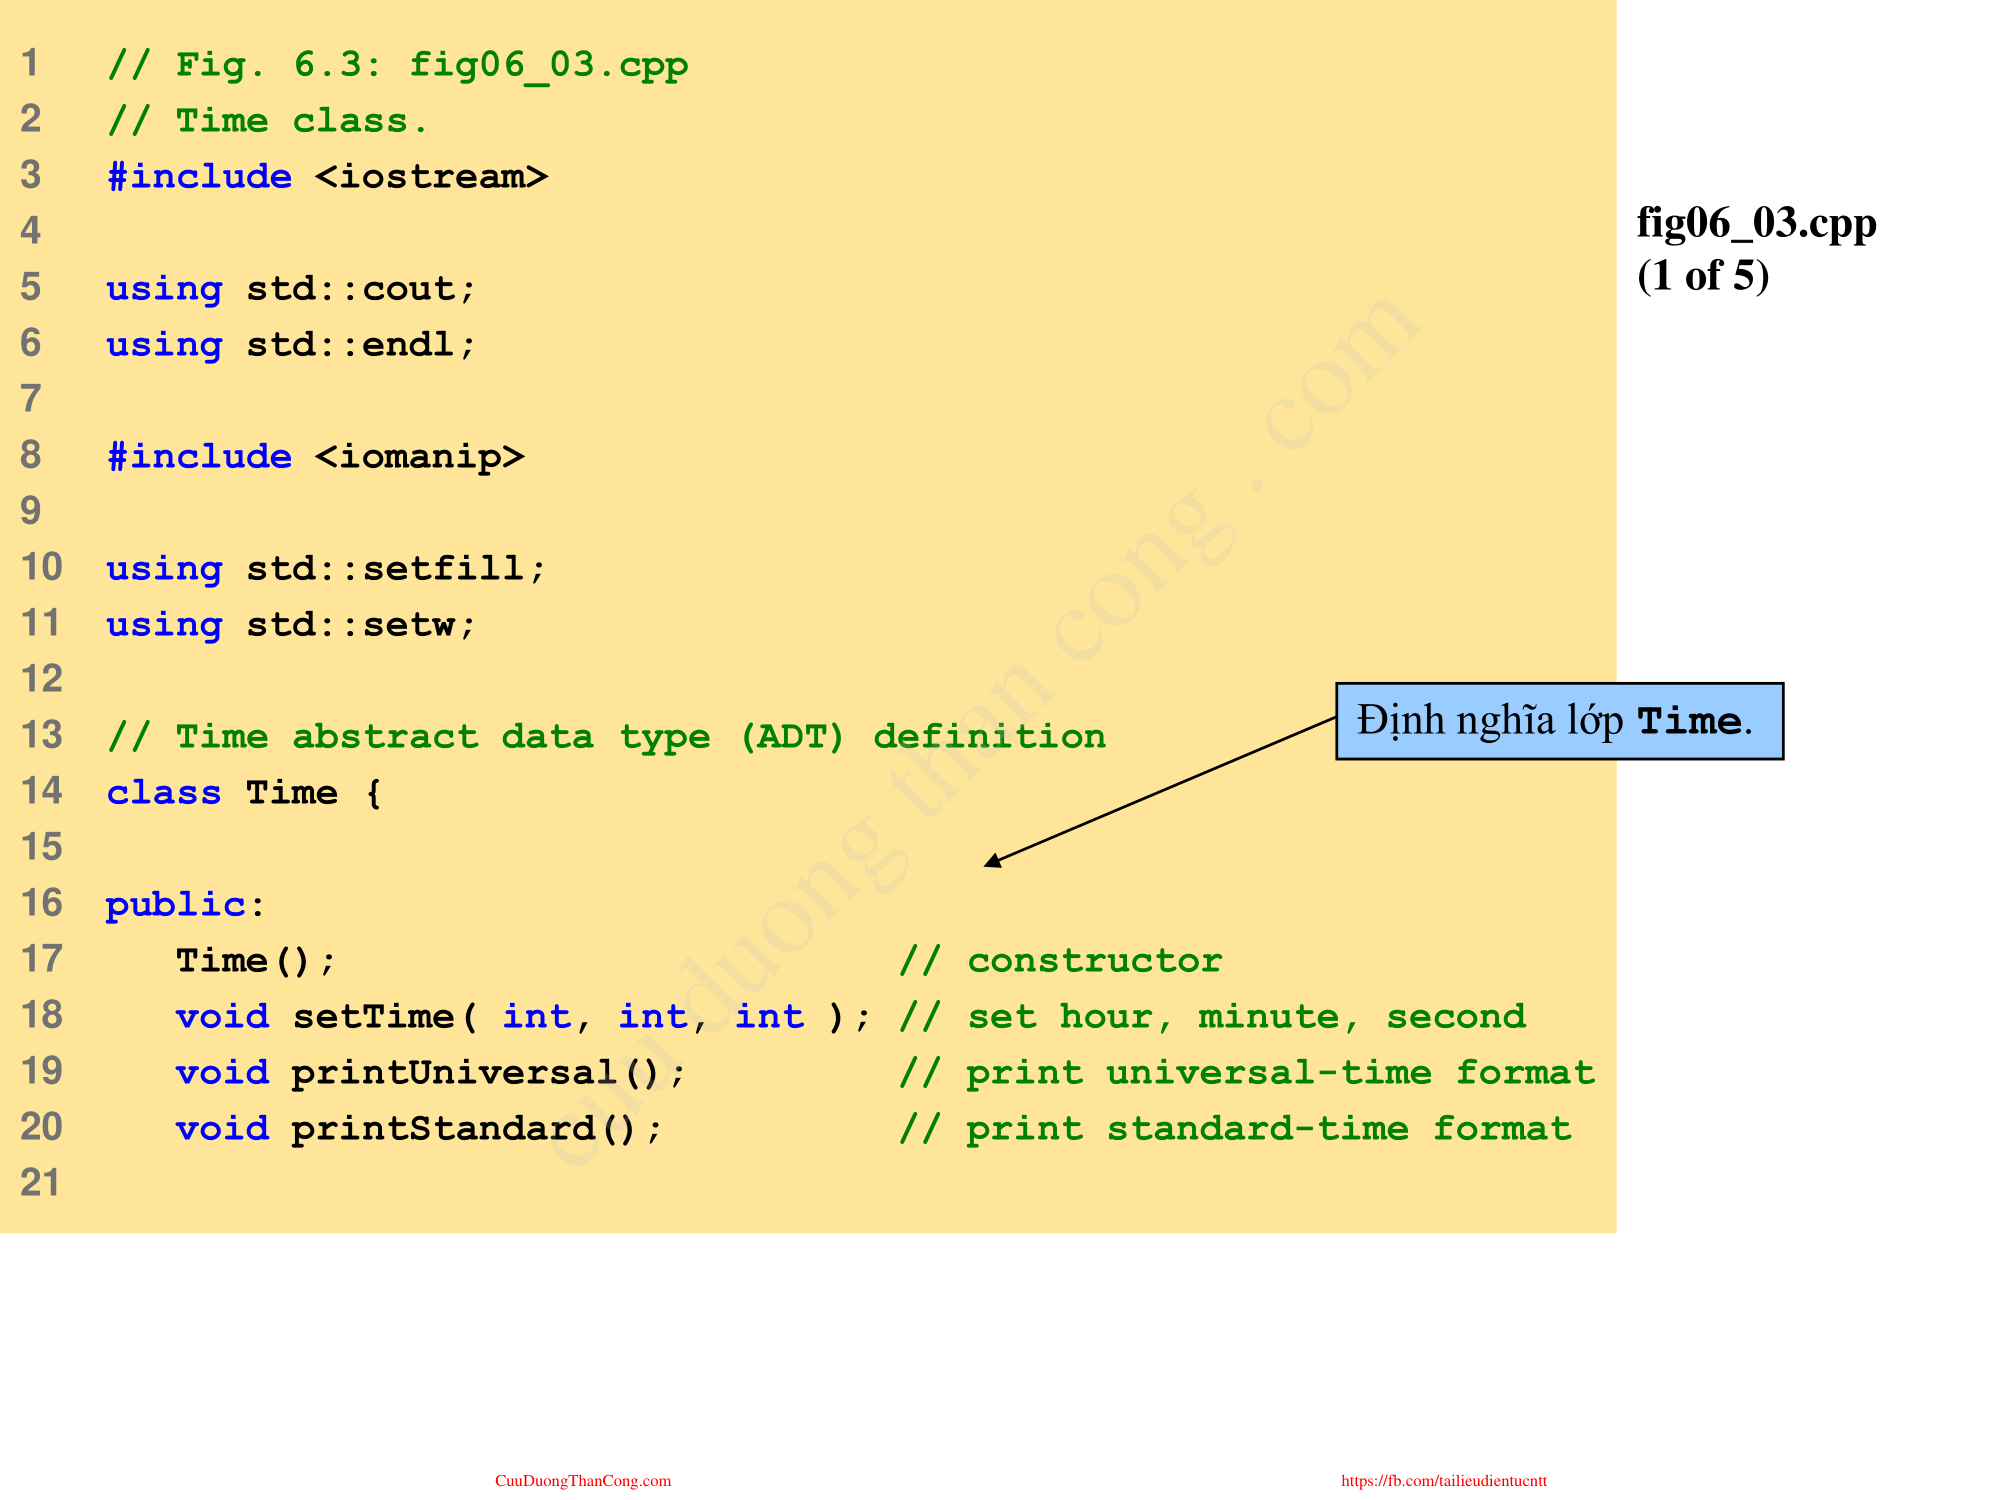 1 // Fig. 6.3: fig06_03.cpp
2 // Time class.
3 #include <iostream>
4
5 using std::cout;
6 using std::endl;
7
8 #include <iomanip>
9
10 using std::setfill;
11 using std::setw;
12
13 // Time abstract data type (ADT) definition
14 class Time {
15
16 public:
17    Time();                        // constructor
18    void setTime( int, int, int ); // set hour, minute, second
19    void printUniversal();         // print universal-time format
20    void printStandard();          // print standard-time format
21
fig06_03.cpp
(1 of 5)
Định nghĩa lớp Time.
cuu duong than cong . com
CuuDuongThanCong.com
https://fb.com/tailieudientucntt